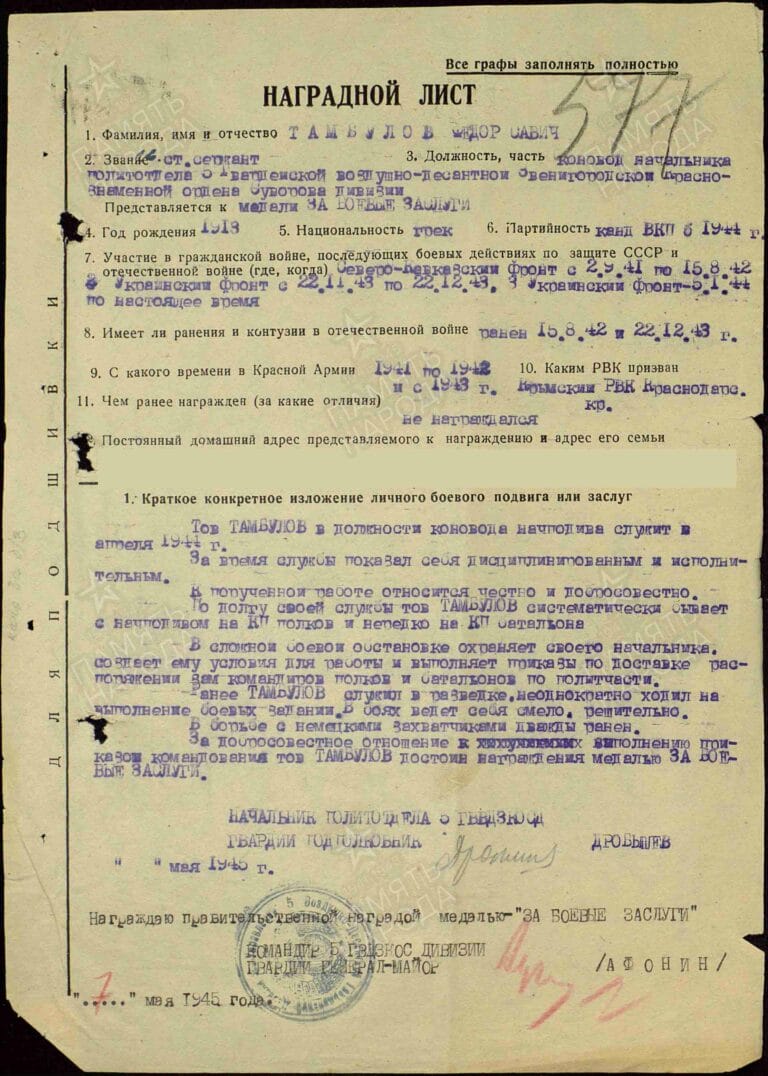 Все графы заполнять полностью
577
НАГРАДНОЙ ЛИСТ
1. Фамилия, имя и отчество ТАМБУЛОВ ФЕДОР САВИЧ
2. Звание ст.сержант 3. Должность, часть коновод начальника
политотдела 5 Гвардейской воздушно-десантной Звенигородской Красно-
Знаменной ордена Суворова дивизии
Представляется к медали ЗА БОЕВЫЕ ЗАСЛУГИ
4. Год рождения 1913 5. Национальность грек 6. Партийность канд ВКП б 1944 г.
7. Участие в гражданской войне, последующих боевых действиях по защите СССР и
отечественной войне (где, когда) Северо-Кавказский фронт с 2.9.41 по 15.8.42
Украинский фронт с 22.11.43 по 22.12.43, 3 Украинский фронт-5.1.44
по настоящее время
8. Имеет ли ранения и контузии в отечественной войне ранен 15.8.42 и 22.12.43 г.
9. С какого времени в Красной Армии 1941 по 1942 10. Каким РВК призван
и с 1943 г. Крымский РВК Краснодарс.
кр.
11. Чем ранее награжден (за какие отличия)
не награждался
Постоянный домашний адрес представляемого к награждению и адрес его семьи
1. Краткое конкретное изложение личного боевого подвига или заслуг
Тов ТАМБУЛОВ в должности коновода начподива служит в
апреля 1944 г.
За время службы показал себя дисциплинированным и исполни-
тельным.
К порученной работе относится честно и добросовестно.
По долгу своей службы тов ТАМБУЛОВ систематически бывает
с начподивом на КП полков и нередко на КП батальона
В сложной боевой обстановке охраняет своего начальника.
создает ему условия для работы и выполняет приказы по доставке рас-
поряжений зам командиров полков и батальонов по политчасти.
Ранее ТАМБУЛОВ служил в разведке,неоднократно ходил на
выполнение боевых заданий.В боях ведет себя смело, решительно.
В борьбе с немецкими захватчиками дважды ранен.
За добросовестное отношение к выполнению при-
казов командования тов ТАМБУЛОВ достоин награждения медалью ЗА БОЕ-
ВЫЕ ЗАСЛУГИ.
НАЧАЛЬНИК ПОЛИТОТДЕЛА 5 ГВВДЗКОСД
ГВАРДИИ ПОДПОЛКОВНИК ДРОБЫШЕВ
" " мая 1945 г.
Награждаю правительственной наградой медалью-"ЗА БОЕВЫЕ ЗАСЛУГИ"
КОМАНДИР 5 ГВДЗКОС ДИВИЗИИ
ГВАРДИИ ГЕНЕРАЛ-МАЙОР /АФОНИН/
"7" мая 1945 года.
ДЛЯ ПОДШИВКИ
ПАМЯТЬ НАРОДА